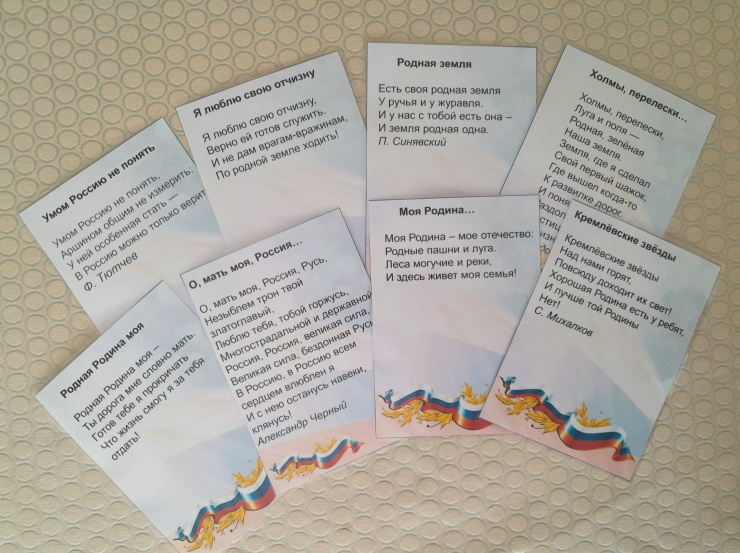 Умом Россию не понять
Умом Россию не понять,
Аршином общим не измерить:
У ней особенная стать —
В Россию можно только верит
Ф. Тютчев
Я люблю свою отчизну
Я люблю свою отчизну,
Верно ей готов служить.
И не дам врагам-вражинам,
По родной земле ходить!
Родная земля
Есть своя родная земля
У ручья и у журавля.
И у нас с тобой есть она –
И земля родная одна.
П. Синявский
Холмы, перелески...
Холмы, перелески,
Луга и поля —
Родная, зелёная
Наша земля.
Земля, где я сделал
Свой первый шажок,
Где вышел когда-то
К развилке дорог.
И поня
Родная Родина моя
Родная Родина моя –
Ты дорога мне словно мать.
Готов тебе я прокричать
Что жизнь смогу я за тебя
отдать!
О, мать моя, Россия...
О, мать моя, Россия, Русь,
Незыблем трон твой
златоглавый,
Люблю тебя, тобой горжусь,
Многострадальной и державной
Россия, Россия, великая сила,
Великая сила, бездонная Русь
В Россию, в Россию всем
сердцем влюблен я
И с нею останусь навеки,
клянусь!
Александр Черный
Моя Родина...
Моя Родина – мое отечество:
Родные пашни и луга.
Леса могучие и реки,
И здесь живет моя семья!
Кремлёвские звёзды
Кремлёвские звёзды
Над нами горят,
Повсюду доходит их свет!
Хорошая Родина есть у ребят,
И лучше той Родины
Нет!
С. Михалков